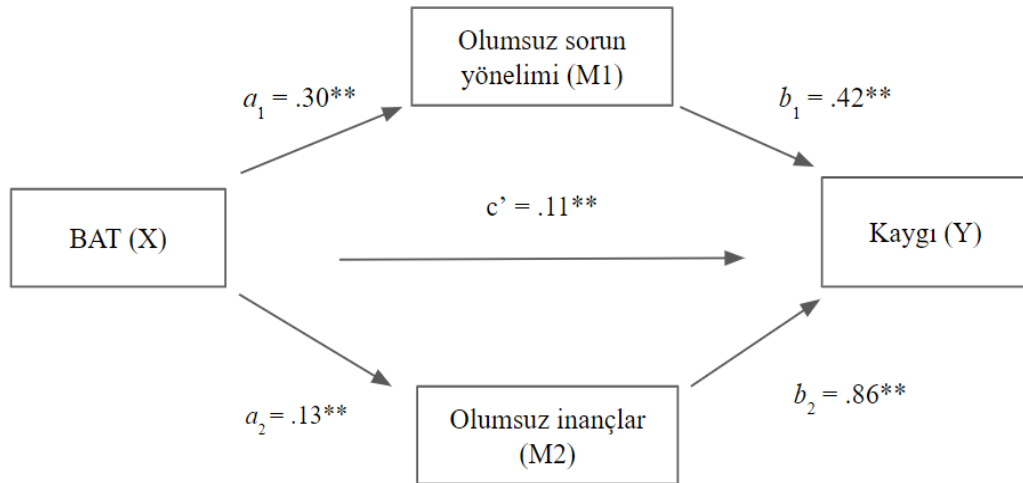 Olumsuz sorun
yönelimi (M1)
a₁ = .30**
b₁ = .42**
BAT (X)
c’ = .11**
Kaygı (Y)
a₂ = .13**
Olumsuz inançlar
(M2)
b₂ = .86**